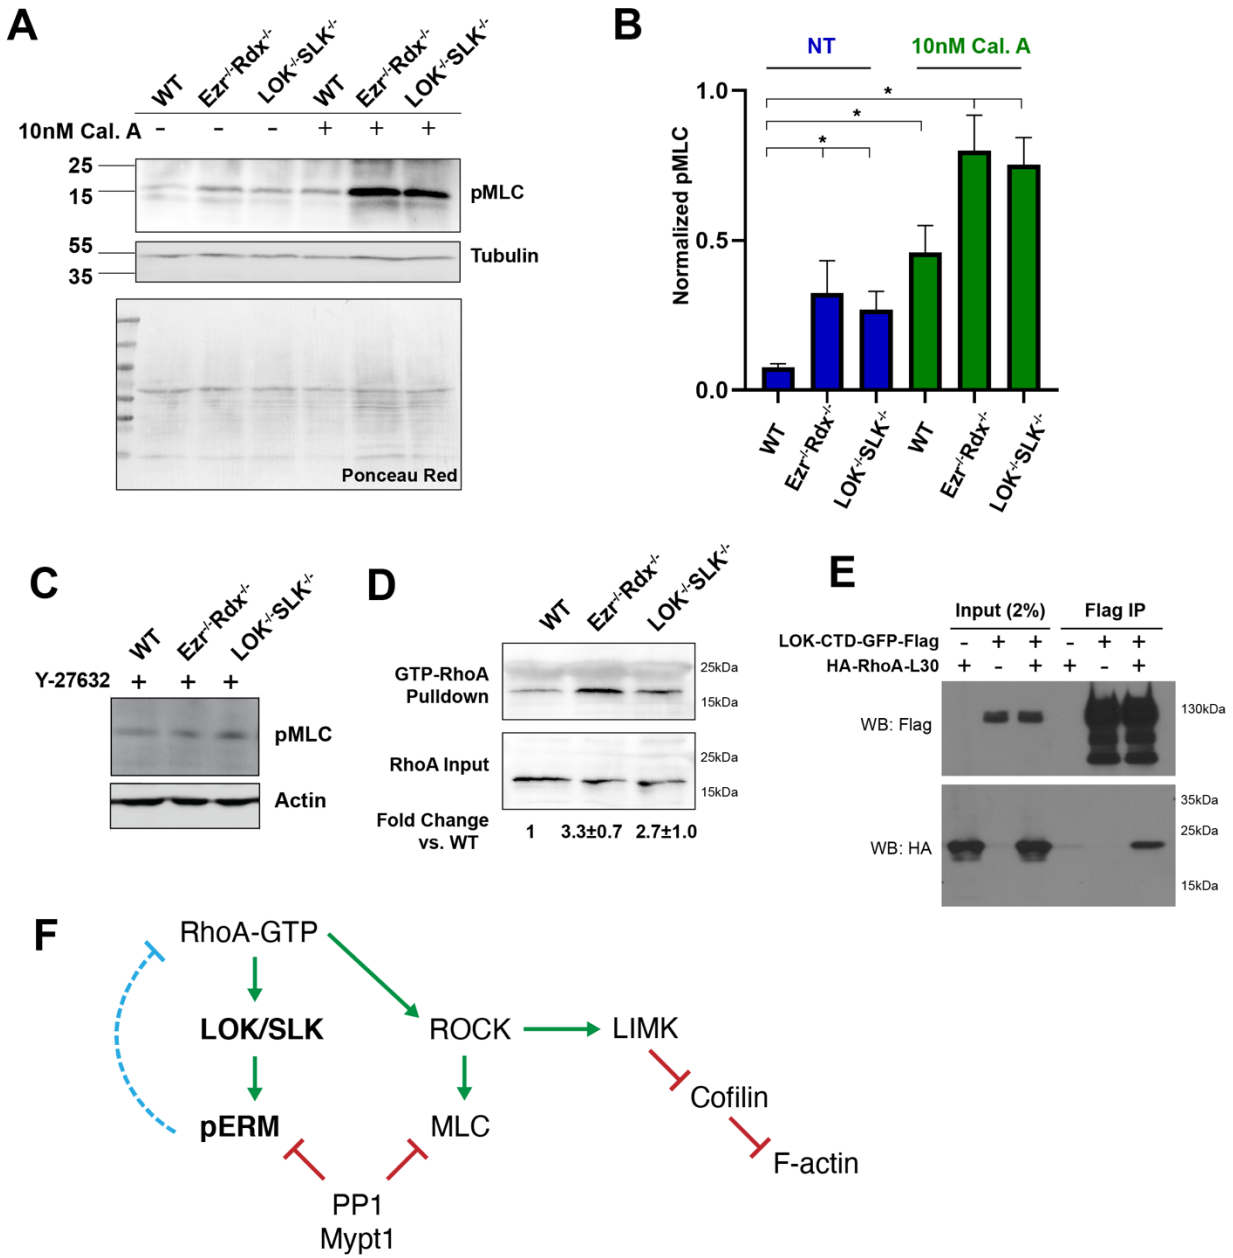 A
WT Ezr-/-Rdx-/- LOK-/-SLK-/- WT Ezr-/-Rdx-/- LOK-/-SLK-/-
10nM Cal. A - - - + + +
25
15
pMLC
55
35
Tubulin
Ponceau Red
B
NT 10nM Cal. A
* 
*
*
Normalized pMLC
1.0
0.5
0.0
WT Ezr-/-Rdx-/- LOK-/-SLK-/- WT Ezr-/-Rdx-/- LOK-/-SLK-/-
C
WT Ezr-/-Rdx-/- LOK-/-SLK-/-
Y-27632 + + +
pMLC
Actin
D
WT Ezr-/-Rdx-/- LOK-/-SLK-/-
GTP-RhoA
Pulldown
25kDa
15kDa
RhoA Input
25kDa
15kDa
Fold Change
vs. WT
1 3.3±0.7 2.7±1.0
E
Input (2%) Flag IP
LOK-CTD-GFP-Flag - + + - + +
HA-RhoA-L30 + - + + - +
WB: Flag
130kDa
WB: HA
35kDa
25kDa
15kDa
F
RhoA-GTP
LOK/SLK ROCK LIMK
Cofilin
pERM MLC
F-actin
PP1
Mypt1